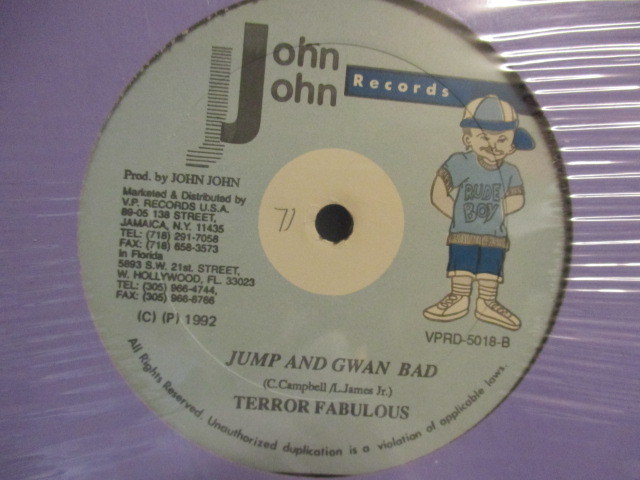 John
John
Records
Prod. by JOHN JOHN
Marketed & Distributed by
V.P. RECORDS U.S.A.
89-05 138 STREET,
JAMAICA, N.Y. 11435
TEL: (718) 291-7058
FAX: (718) 658-3573
In Florida
5893 S.W. 21st. STREET,
W. HOLLYWOOD, FL. 33023
TEL: (305) 966-4744,
FAX: (305) 966-8766
(C) (P) 1992
71
RUDE
BOY
VPRD-5018-B
JUMP AND GWAN BAD
(C.Campbell /L.James Jr.)
TERROR FABULOUS
All Rights Reserved. Unauthorized duplication is a violation of applicable laws.